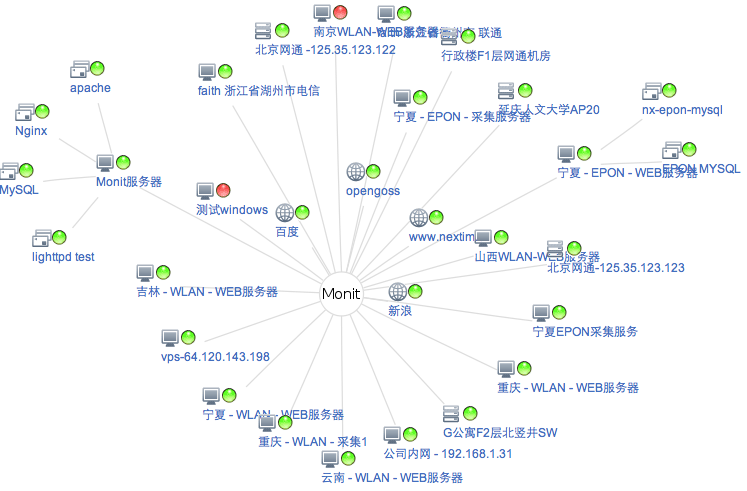 南京WLAN-WEB服务器
联通
北京网通 -125.35.123.122
行政楼F1层网通机房
apache
faith 浙江省湖州市电信
宁夏 - EPON - 采集服务器
延庆人文大学AP20
nx-epon-mysql
Nginx
EPON MYSQL
宁夏 - EPON - WEB服务器
MySQL
Monit服务器
opengoss
测试windows
百度
www.nextim
山西WLAN-WEB服务器
lighttpd test
北京网通-125.35.123.123
吉林 - WLAN - WEB服务器
Monit
新浪
宁夏EPON采集服务
vps-64.120.143.198
重庆 - WLAN - WEB服务器
宁夏 - WLAN - WEB服务器
重庆 - WLAN - 采集1
G公寓F2层北竖井SW
公司内网 - 192.168.1.31
云南 - WLAN - WEB服务器